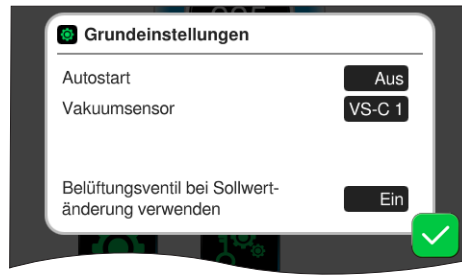 Grundeinstellungen
Autostart Aus
Vakuumsensor VS-C 1
Belüftungsventil bei Sollwert-
änderung verwenden Ein